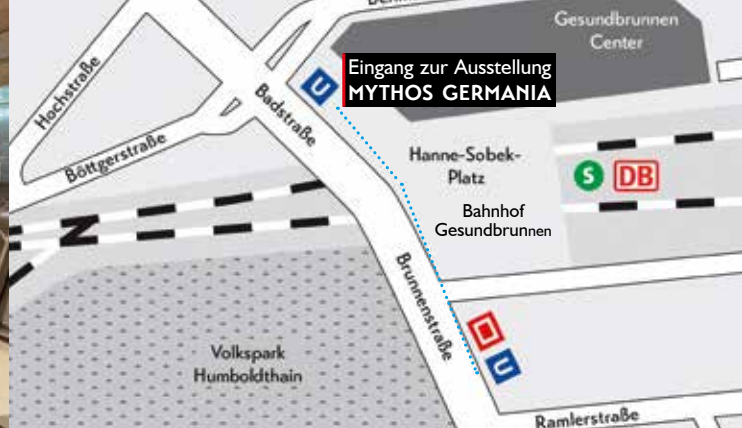 Gesundbrunnen
Center
Eingang zur Ausstellung
MYTHOS GERMANIA
U
Hochstraße
Badstraße
Böttgerstraße
Hanne-Sobek-
Platz
S
DB
Bahnhof
Gesundbrunnen
Brunnenstraße
Volkspark
Humboldthain
U
Ramlerstraße